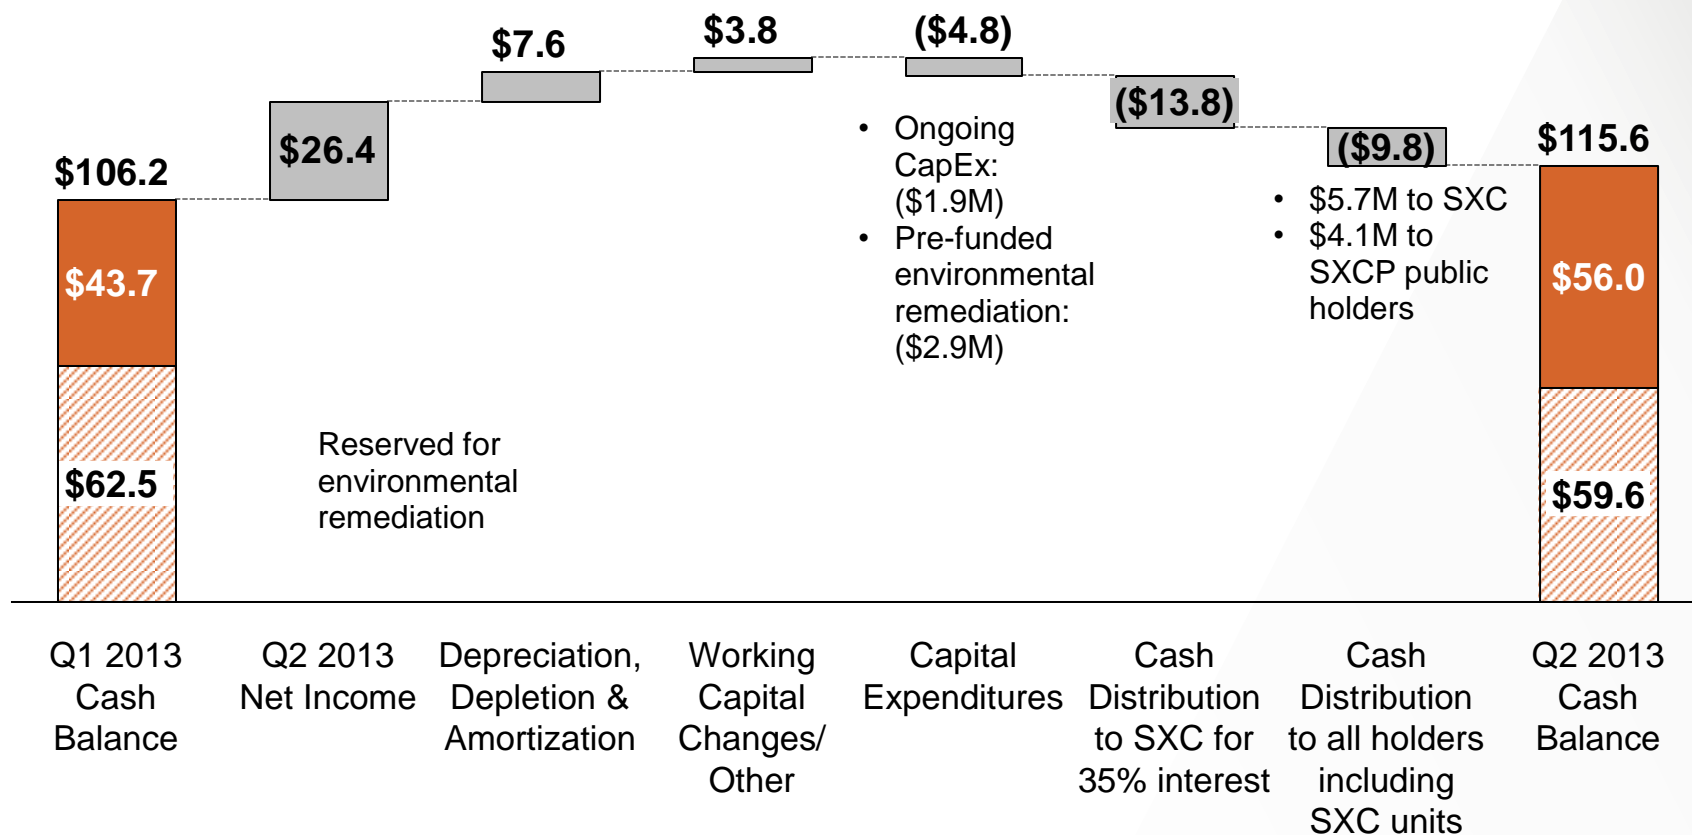 $7.6
$3.8
($4.8)
$106.2
$26.4
($13.8)
($9.8)
$115.6
• Ongoing
CapEx:
($1.9M)
• Pre-funded
environmental
remediation:
($2.9M)
• $5.7M to SXC
• $4.1M to
SXCP public
holders
$43.7
$56.0
$62.5
Reserved for
environmental
remediation
$59.6
Q1 2013
Cash
Balance
Q2 2013
Net Income
Depreciation,
Depletion &
Amortization
Working
Capital
Changes/
Other
Capital
Expenditures
Cash
Distribution
to SXC for
35% interest
Cash
Distribution
to all holders
including
SXC units
Q2 2013
Cash
Balance